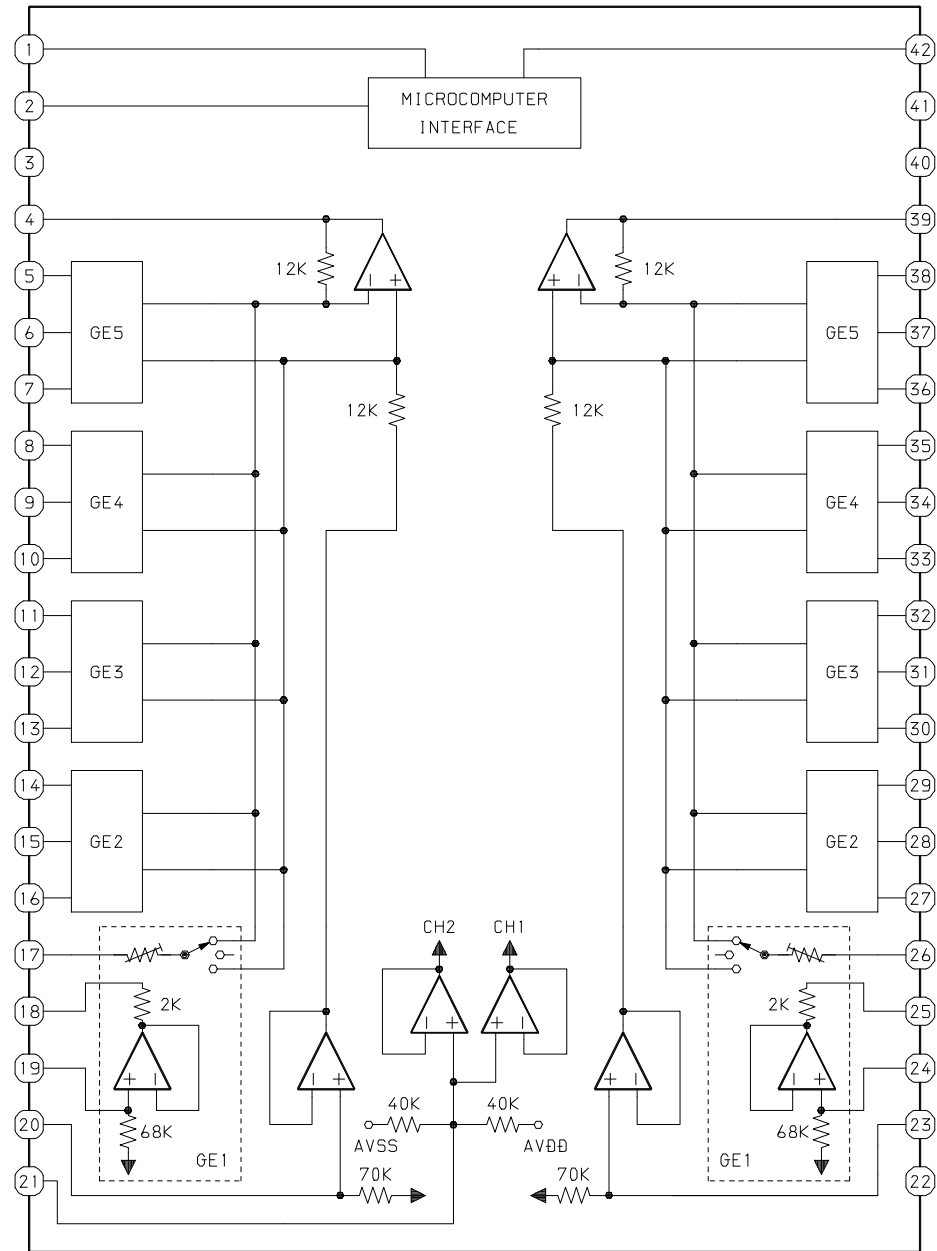 1
42
MICROCOMPUTER
INTERFACE
2
41
3
40
4
39
12K
12K
5
38
6
GE5
GE5
37
7
36
12K
12K
8
35
9
GE4
GE4
34
10
33
11
32
12
GE3
GE3
31
13
30
14
29
15
GE2
GE2
28
16
27
CH2
CH1
17
26
18
2K
2K
25
19
24
20
68K
40K
40K
68K
23
AVSS
AVDD
GE1
GE1
21
70K
70K
22